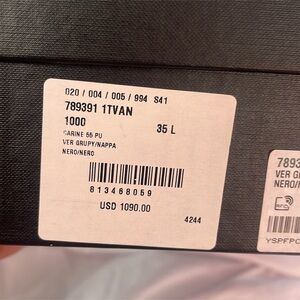 020 / 004 / 005 / 994 S41
789391 1TVAN
1000 35 L
CARINE 55 PU
VER GRUPY/NAPPA
NERO/NERO
813468059
USD 1090.00
4244
7893
VER G
NERO/N
YSPFPC